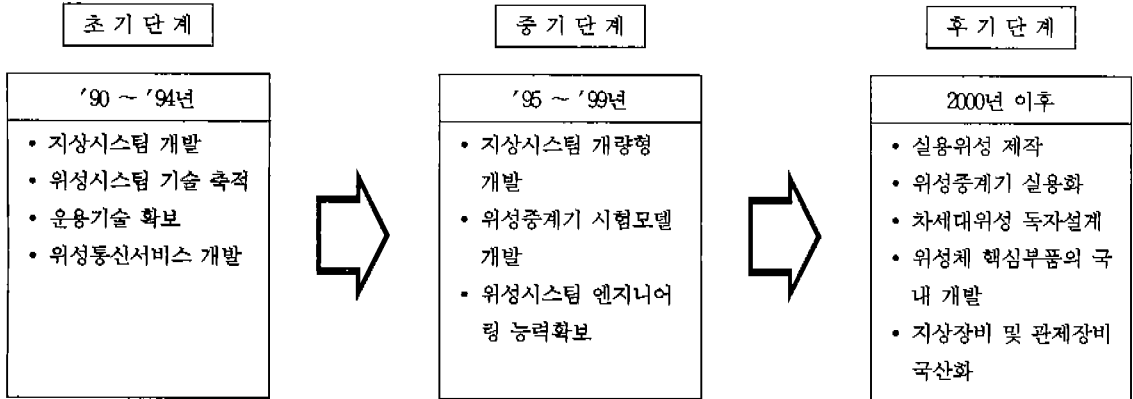 초 기 단 계
'90 ~ '94년
• 지상시스팀 개발
• 위성시스팀 기술 축적
• 운용기술 확보
• 위성통신서비스 개발
중 기 단 계
'95 ~ '99년
• 지상시스팀 개량형
개발
• 위성중계기 시험모델
개발
• 위성시스팀 엔지니어
링 능력확보
후 기 단 계
2000년 이후
• 실용위성 제작
• 위성중계기 실용화
• 차세대위성 독자설계
• 위성체 핵심부품의 국
내 개발
• 지상장비 및 관제장비
국산화